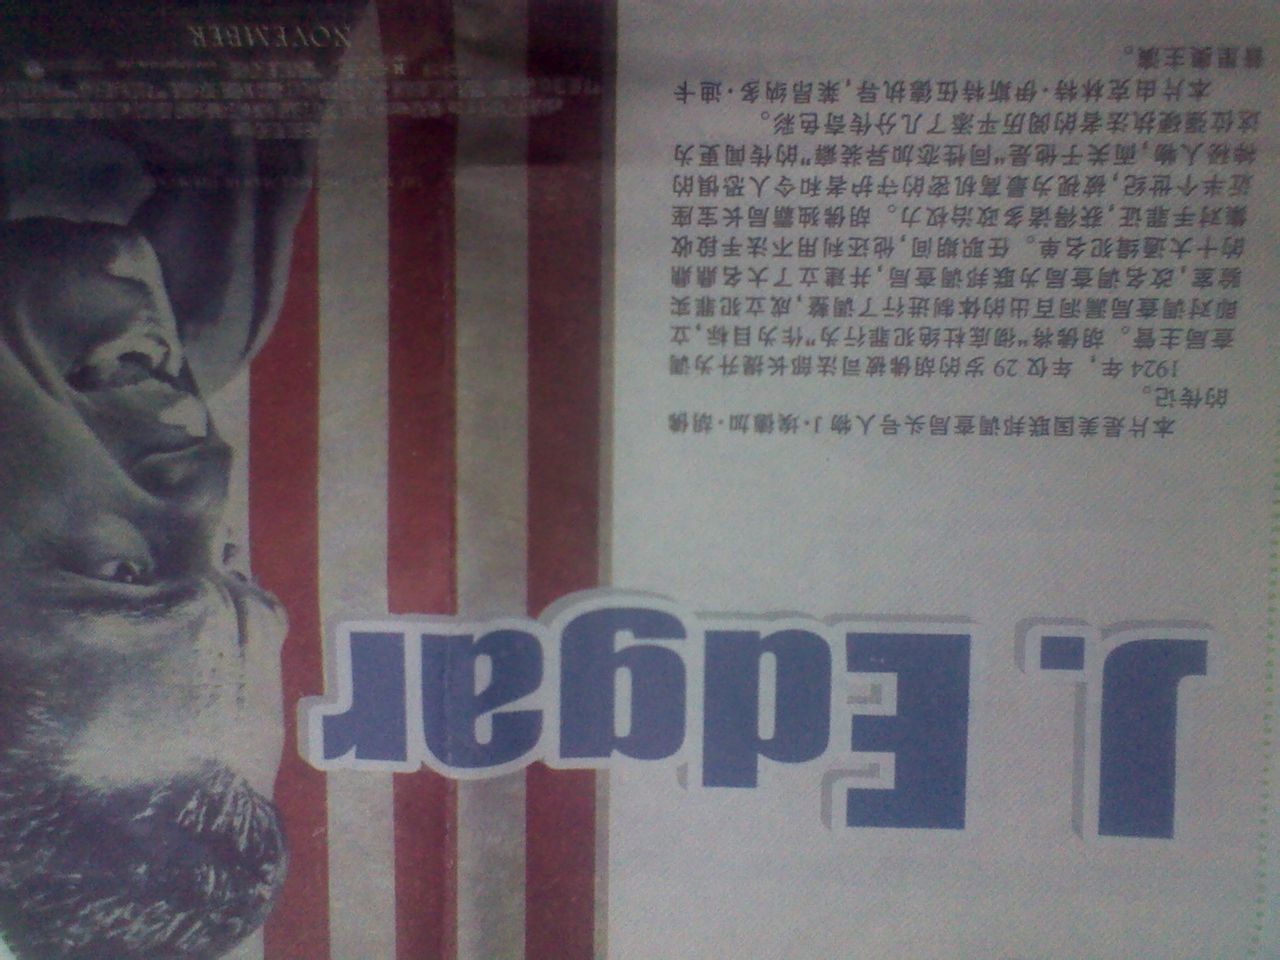 J. Edgar
本片是美国联邦调查局头号人物 J·埃德加·胡佛
的传记。
1924 年，年仅 29 岁的胡佛被司法部长提升为调
查局主管。胡佛将“彻底杜绝犯罪行为”作为目标,立
即对调查局漏洞百出的体制进行了调整,成立犯罪实
验室,改名调查局为联邦调查局,并建立了大名鼎鼎
的十大通缉犯名单。任职期间,他还利用不法手段收
集对手罪证,获得诸多政治权力。胡佛独霸局长宝座
近半个世纪,被视为最高机密的守护者和令人恐惧的
神秘人物,而关于他是“同性恋加异装癖”的传闻更为
这位强硬执法者的阅历平添了几分传奇色彩。
本片由克林特·伊斯特伍德执导,莱昂纳多·迪卡
普里奥主演。
NOVEMBER